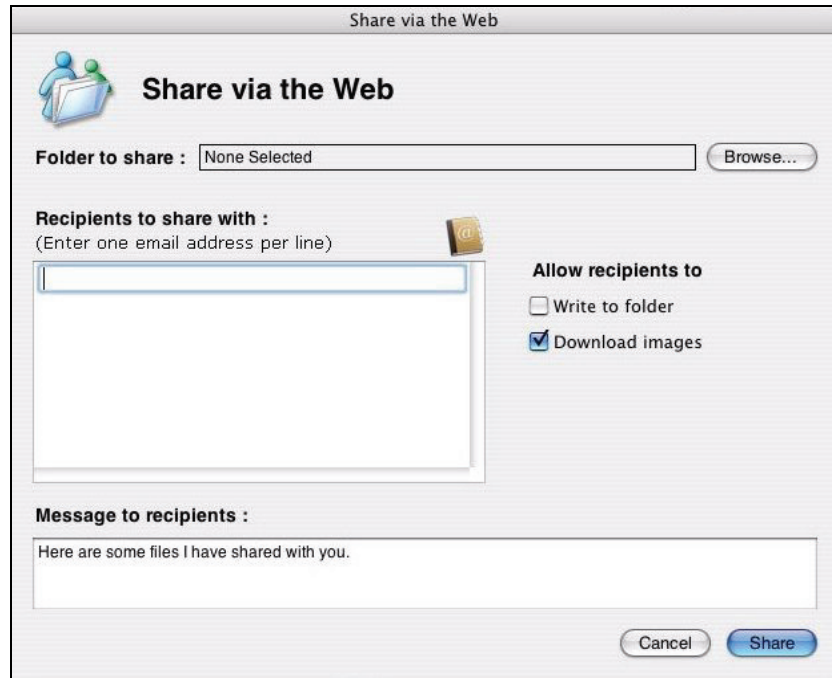 Share via the Web
Share via the Web
Folder to share : None Selected Browse...
Recipients to share with :
(Enter one email address per line)
@
Allow recipients to
Write to folder
Download images
Message to recipients :
Here are some files I have shared with you.
Cancel Share